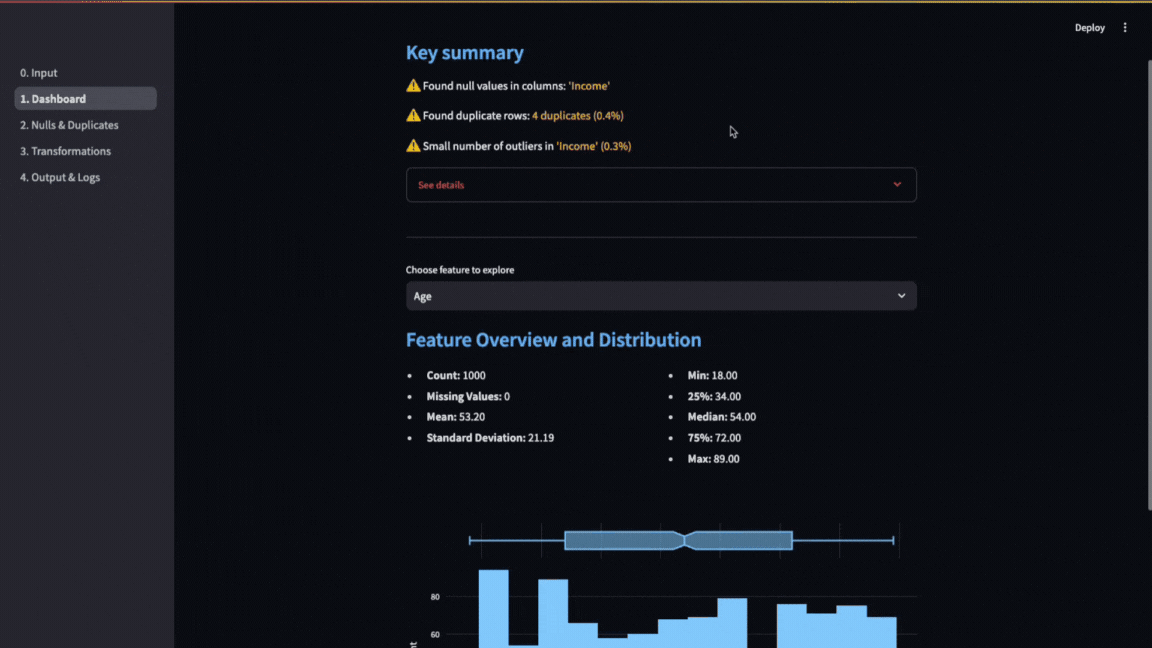 Deploy
0. Input
1. Dashboard
2. Nulls & Duplicates
3. Transformations
4. Output & Logs
Key summary
Found null values in columns: 'Income'
Found duplicate rows: 4 duplicates (0.4%)
Small number of outliers in 'Income' (0.3%)
See details
Choose feature to explore
Age
Feature Overview and Distribution
Count: 1000
Missing Values: 0
Mean: 53.20
Standard Deviation: 21.19
Min: 18.00
25%: 34.00
Median: 54.00
75%: 72.00
Max: 89.00
80
60